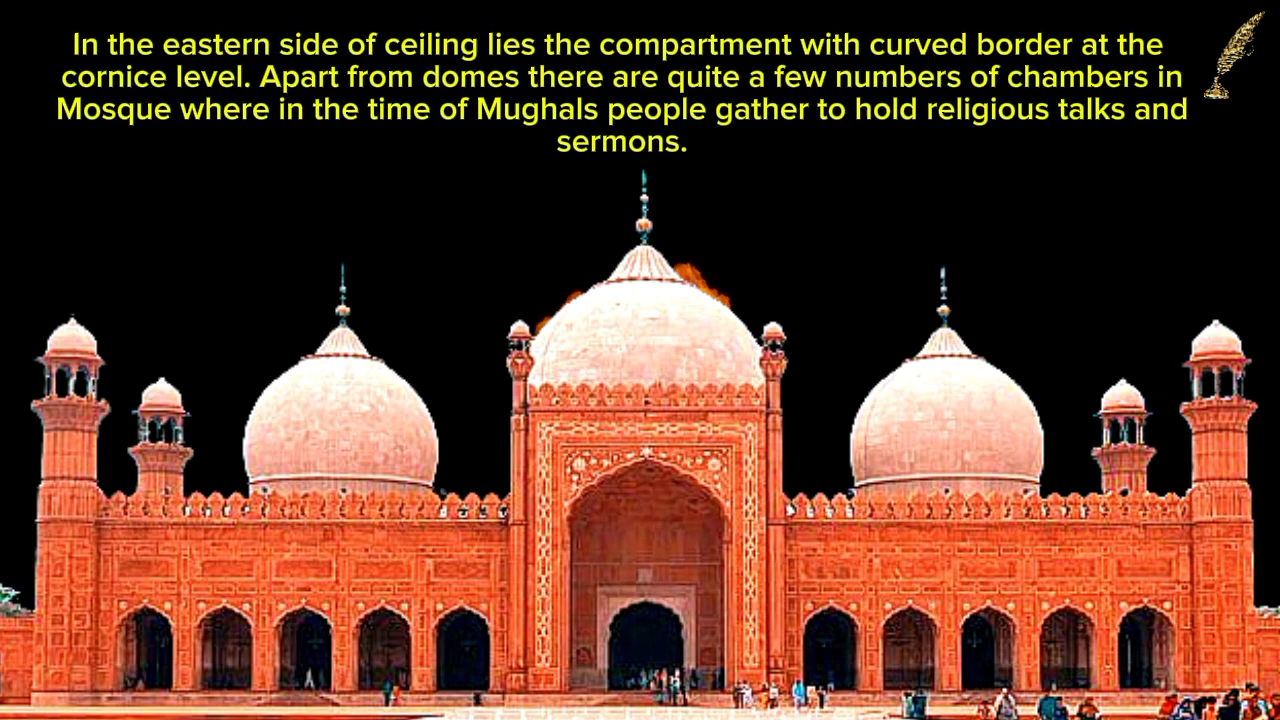 In the eastern side of ceiling lies the compartment with curved border at the
cornice level. Apart from domes there are quite a few numbers of chambers in
Mosque where in the time of Mughals people gather to hold religious talks and
sermons.